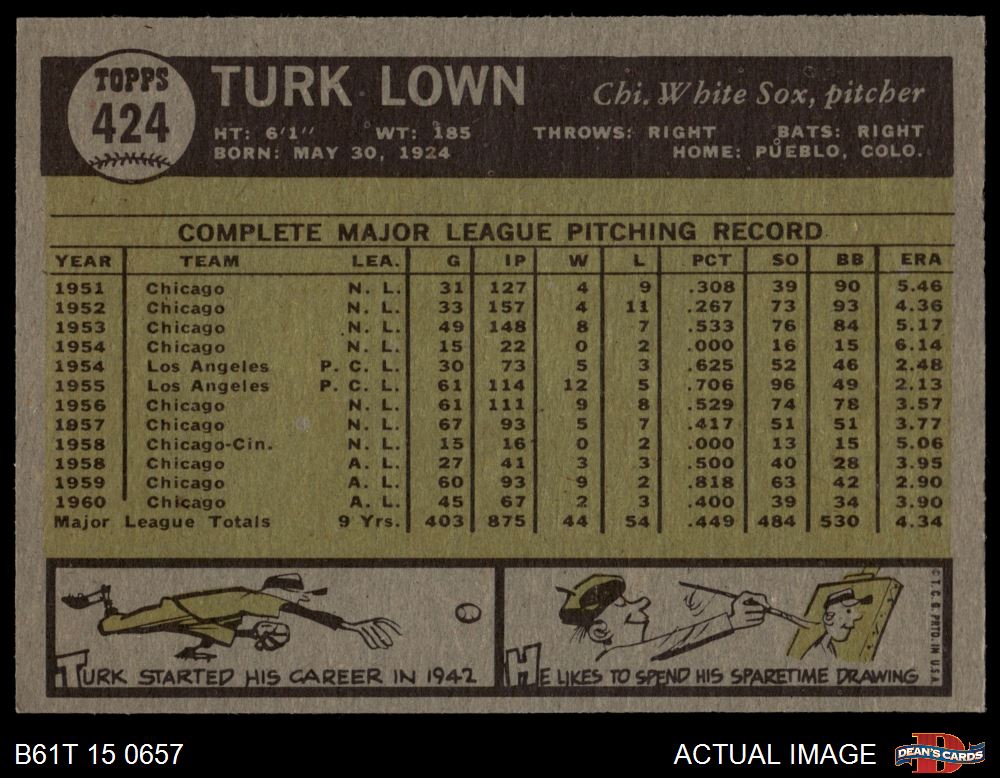 TOPPS
424
TURK LOWN
Chi. White Sox, pitcher
HT: 6'1" WT: 185 THROWS: RIGHT BATS: RIGHT
BORN: MAY 30, 1924 HOME: PUEBLO, COLO.
COMPLETE MAJOR LEAGUE PITCHING RECORD
YEAR TEAM LEA. G IP W L PCT SO BB ERA
1951 Chicago N. L. 31 127 4 9 .308 39 90 5.46
1952 Chicago N. L. 33 157 4 11 .267 73 93 4.36
1953 Chicago N. L. 49 148 8 7 .533 76 84 5.17
1954 Chicago N. L. 15 22 0 2 .000 16 15 6.14
1954 Los Angeles P. C. L. 30 73 5 3 .625 52 46 2.48
1955 Los Angeles P. C. L. 61 114 12 5 .706 96 49 2.13
1956 Chicago N. L. 61 111 9 8 .529 74 78 3.57
1957 Chicago N. L. 67 93 5 7 .417 51 51 3.77
1958 Chicago-Cin. N. L. 15 16 0 2 .000 13 15 5.06
1958 Chicago A. L. 27 41 3 3 .500 40 28 3.95
1959 Chicago A. L. 60 93 9 2 .818 63 42 2.90
1960 Chicago A. L. 45 67 2 3 .400 39 34 3.90
Major League Totals 9 Yrs. 403 875 44 54 .449 484 530 4.34
TURK STARTED HIS CAREER IN 1942
HE LIKES TO SPEND HIS SPARETIME DRAWING
© T. C. G. PRTD. IN U.S.A.
B61T 15 0657
ACTUAL IMAGE
DEAN'S CARDS